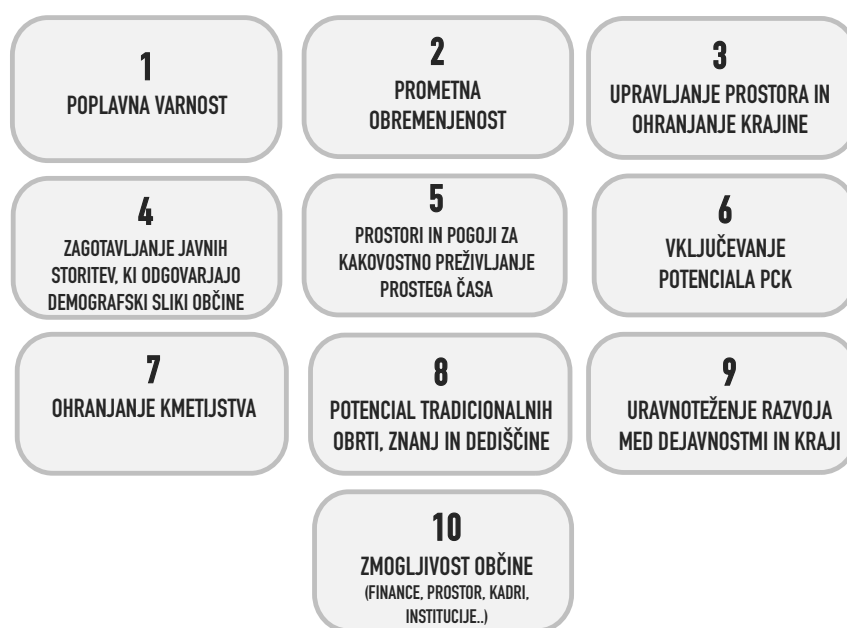 1
POPLAVNA VARNOST
2
PROMETNA
OBREMENJENOST
3
UPRAVLJANJE PROSTORA IN
OHRANJANJE KRAJINE
4
ZAGOTAVLJANJE JAVNIH
STORITEV, KI ODGOVARJAJO
DEMOGRAFSKI SLIKI OBČINE
5
PROSTORI IN POGOJI ZA
KAKOVOSTNO PREŽIVLJANJE
PROSTEGA ČASA
6
VKLJUČEVANJE
POTENCIALA PCK
7
OHRANJANJE KMETIJSTVA
8
POTENCIAL TRADICIONALNIH
OBRTI, ZNANJ IN DEDIŠČINE
9
URAVNOTEŽENJE RAZVOJA
MED DEJAVNOSTMI IN KRAJI
10
ZMOGLJIVOST OBČINE
(FINANCE, PROSTOR, KADRI,
INSTITUCIJE..)